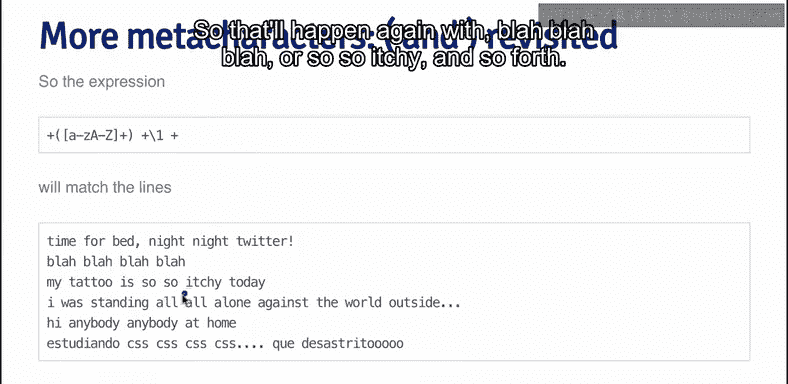 More metacharacters: ( and ) revisited
So that'll happen again with, blah blah
blah, or so so itchy, and so forth.
So the expression
+([a-zA-Z]+) +\1 +
will match the lines
time for bed, night night twitter!
blah blah blah blah
my tattoo is so so itchy today
i was standing all all alone against the world outside...
hi anybody anybody at home
estudiando css css css css.... que desastritooooo